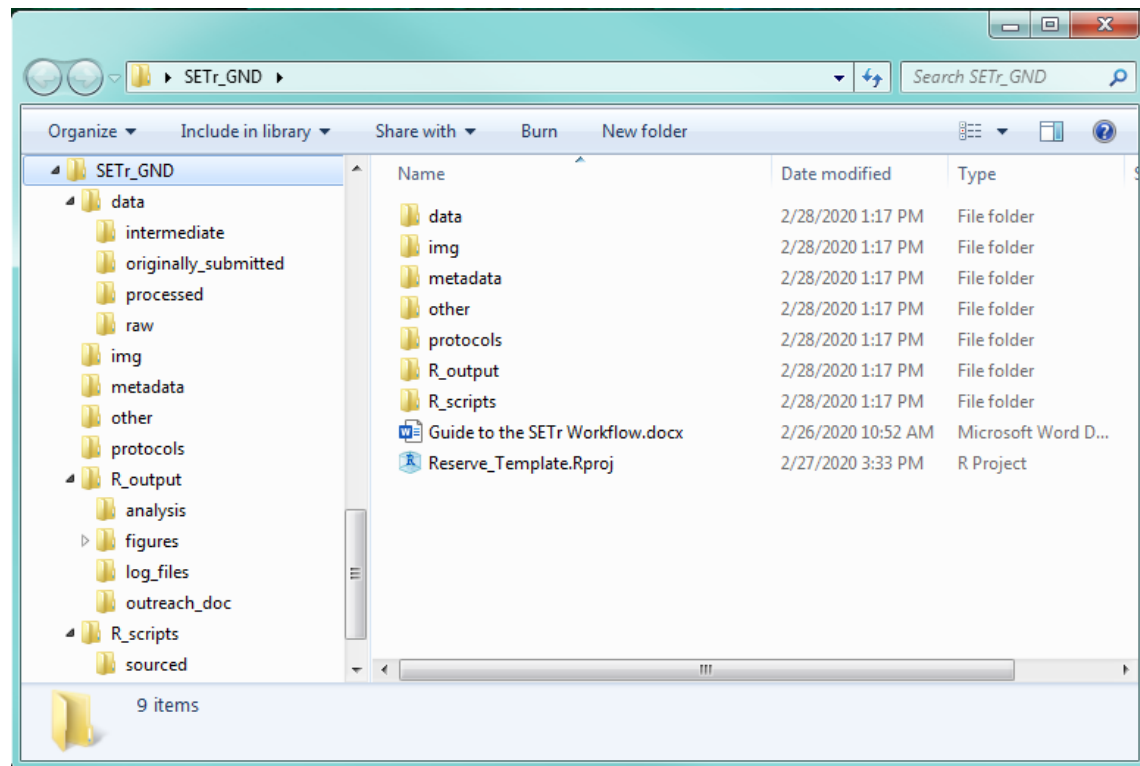 SETr_GND
Search SETr_GND
Organize Include in library Share with Burn New folder
SETr_GND
data
intermediate
originally_submitted
processed
raw
img
metadata
other
protocols
R_output
analysis
figures
log_files
outreach_doc
R_scripts
sourced
Name Date modified Type
data 2/28/2020 1:17 PM File folder
img 2/28/2020 1:17 PM File folder
metadata 2/28/2020 1:17 PM File folder
other 2/28/2020 1:17 PM File folder
protocols 2/28/2020 1:17 PM File folder
R_output 2/28/2020 1:17 PM File folder
R_scripts 2/28/2020 1:17 PM File folder
Guide to the SETr Workflow.docx 2/26/2020 10:52 AM Microsoft Word D...
Reserve_Template.Rproj 2/27/2020 3:33 PM R Project
9 items